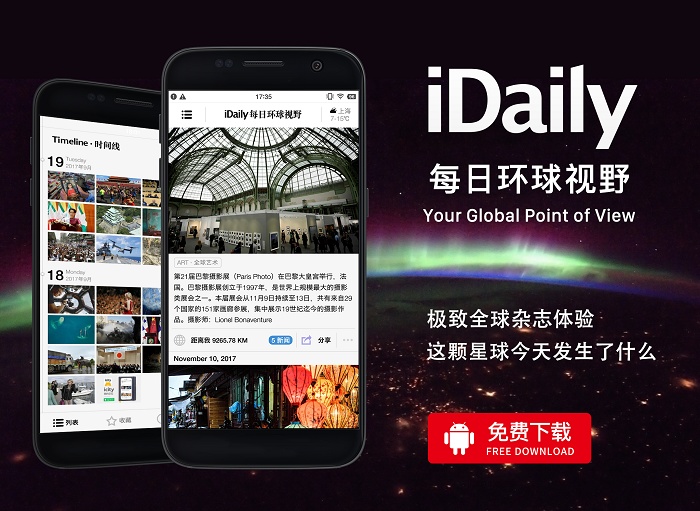 Timeline · 时间线
19 Tuesday
2017年9月
18 Monday
2017年9月
列表
收藏
17:35
iDaily 每日环球视野
上海
7-15℃
ART · 全球艺术
第21届巴黎摄影展（Paris Photo）在巴黎大皇宫举行，法
国。巴黎摄影展创立于1997年，是世界上规模最大的摄影
类展会之一。本届展会从11月9日持续至13日，共有来自29
个国家的151家画廊参展，集中展示19世纪迄今的摄影作
品。摄影师：Lionel Bonaventure
距离我 9265.78 KM
5 新闻
分享
November 10, 2017
iDaily
每日环球视野
Your Global Point of View
极致全球杂志体验
这颗星球今天发生了什么
免费下载
FREE DOWNLOAD